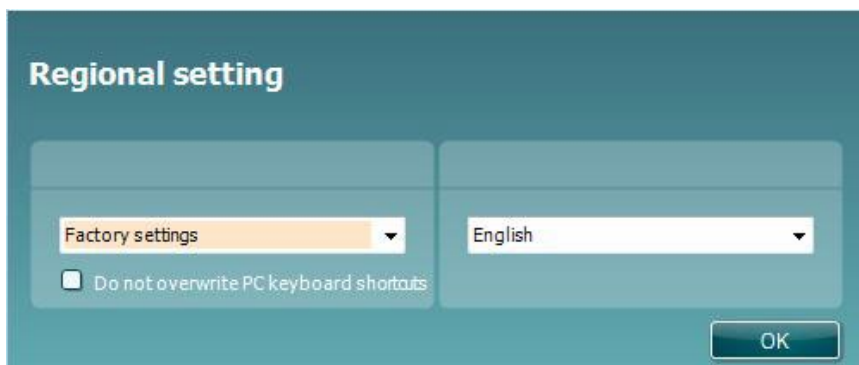 Regional setting
Factory settings
English
Do not overwrite PC keyboard shortcuts
OK